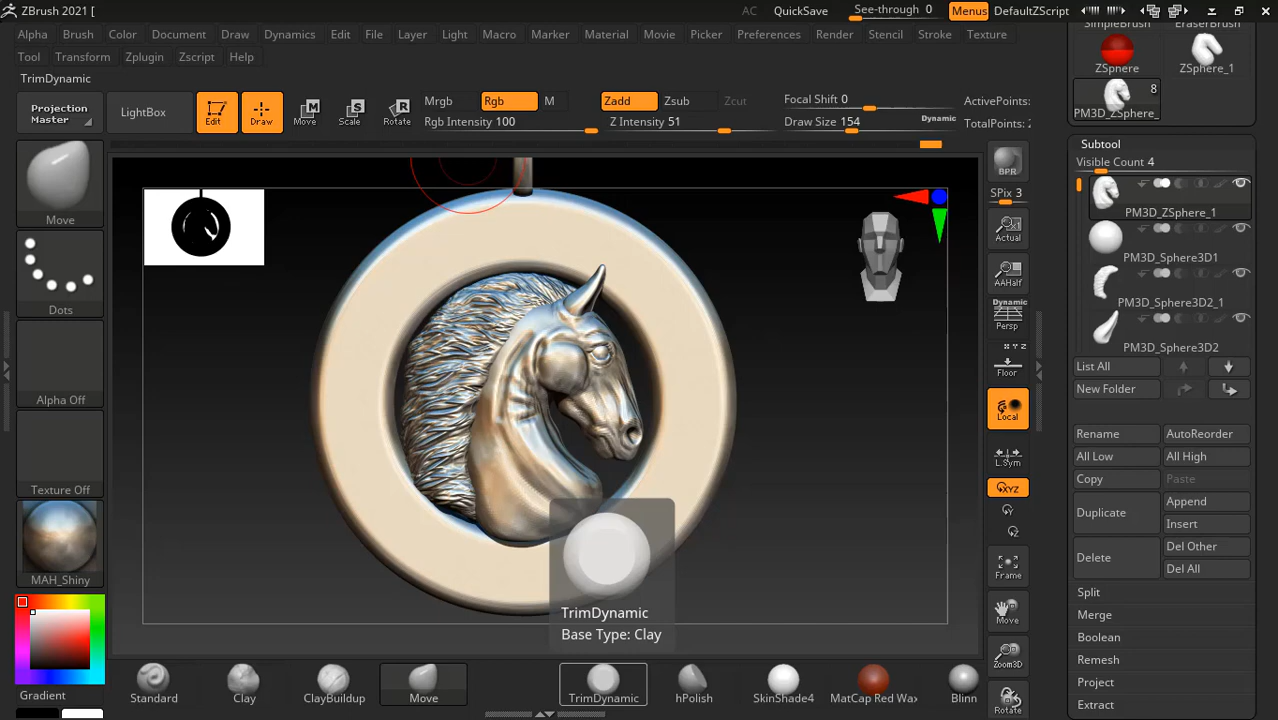 ZBrush 2021 [
AC QuickSave See-through 0 Menus DefaultZScript
Alpha Brush Color Document Draw Dynamics Edit File Layer Light Macro Marker Material Movie Picker Preferences Render Stencil Stroke Texture
Tool Transform Zplugin Zscript Help
TrimDynamic
Projection
Master
LightBox
Edit
Draw
Move
Scale
Rotate
Mrgb Rgb M
Rgb Intensity 100
Zadd Zsub Zcut
Z Intensity 51
Focal Shift 0
Draw Size 154
Dynamic
ActivePoints:
TotalPoints: 2
Move
Dots
Alpha Off
Texture Off
MAH_Shiny
Gradient
TrimDynamic
Base Type: Clay
Standard
Clay
ClayBuildup
Move
TrimDynamic
hPolish
SkinShade4
MatCap Red Wa
Blinn
BPR
SPix 3
Actual
AAHalf
Dynamic
Persp
X Y Z
Floor
Local
L.Sym
XYZ
Y
Z
Frame
Move
Zoom3D
Rotate
SimpleBrush EraserBrush
ZSphere ZSphere_1
8
PM3D_ZSphere_
Subtool
Visible Count 4
PM3D_ZSphere_1
PM3D_Sphere3D1
PM3D_Sphere3D2_1
PM3D_Sphere3D2
List All
New Folder
Rename AutoReorder
All Low All High
Copy Paste
Duplicate
Append
Insert
Delete
Del Other
Del All
Split
Merge
Boolean
Remesh
Project
Extract